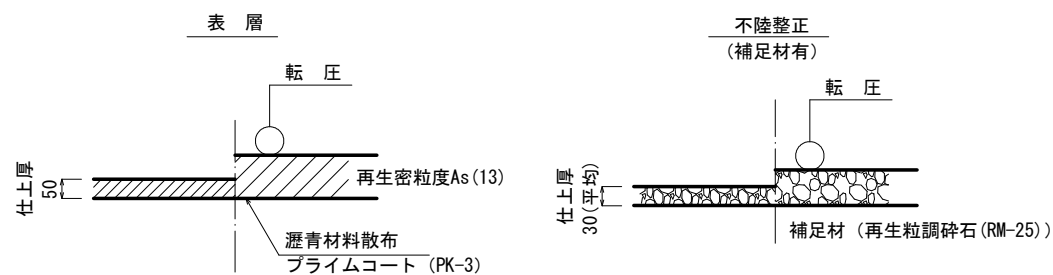 表 層
転 圧
仕上厚
50
再生密粒度As(13)
瀝青材料散布
プライムコート (PK-3)
不陸整正
(補足材有)
転 圧
仕上厚
30(平均)
補足材 (再生粒調砕石(RM-25))